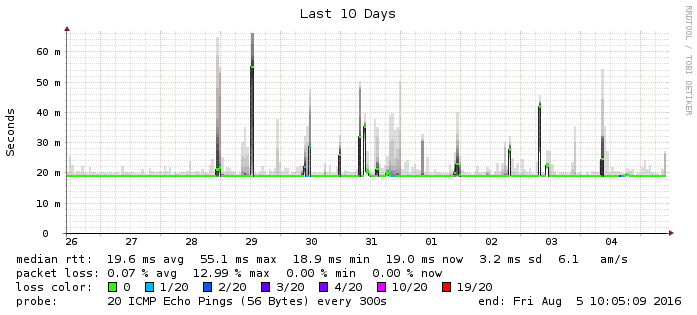 Last 10 Days
RRDTOOL / TOBI OETIKER
Seconds
60 m
50 m
40 m
30 m
20 m
10 m
0
26 27 28 29 30 31 01 02 03 04
median rtt: 19.6 ms avg 55.1 ms max 18.9 ms min 19.0 ms now 3.2 ms sd 6.1 am/s
packet loss: 0.07 % avg 12.99 % max 0.00 % min 0.00 % now
loss color: 0 1/20 2/20 3/20 4/20 10/20 19/20
probe: 20 ICMP Echo Pings (56 Bytes) every 300s end: Fri Aug 5 10:05:09 2016